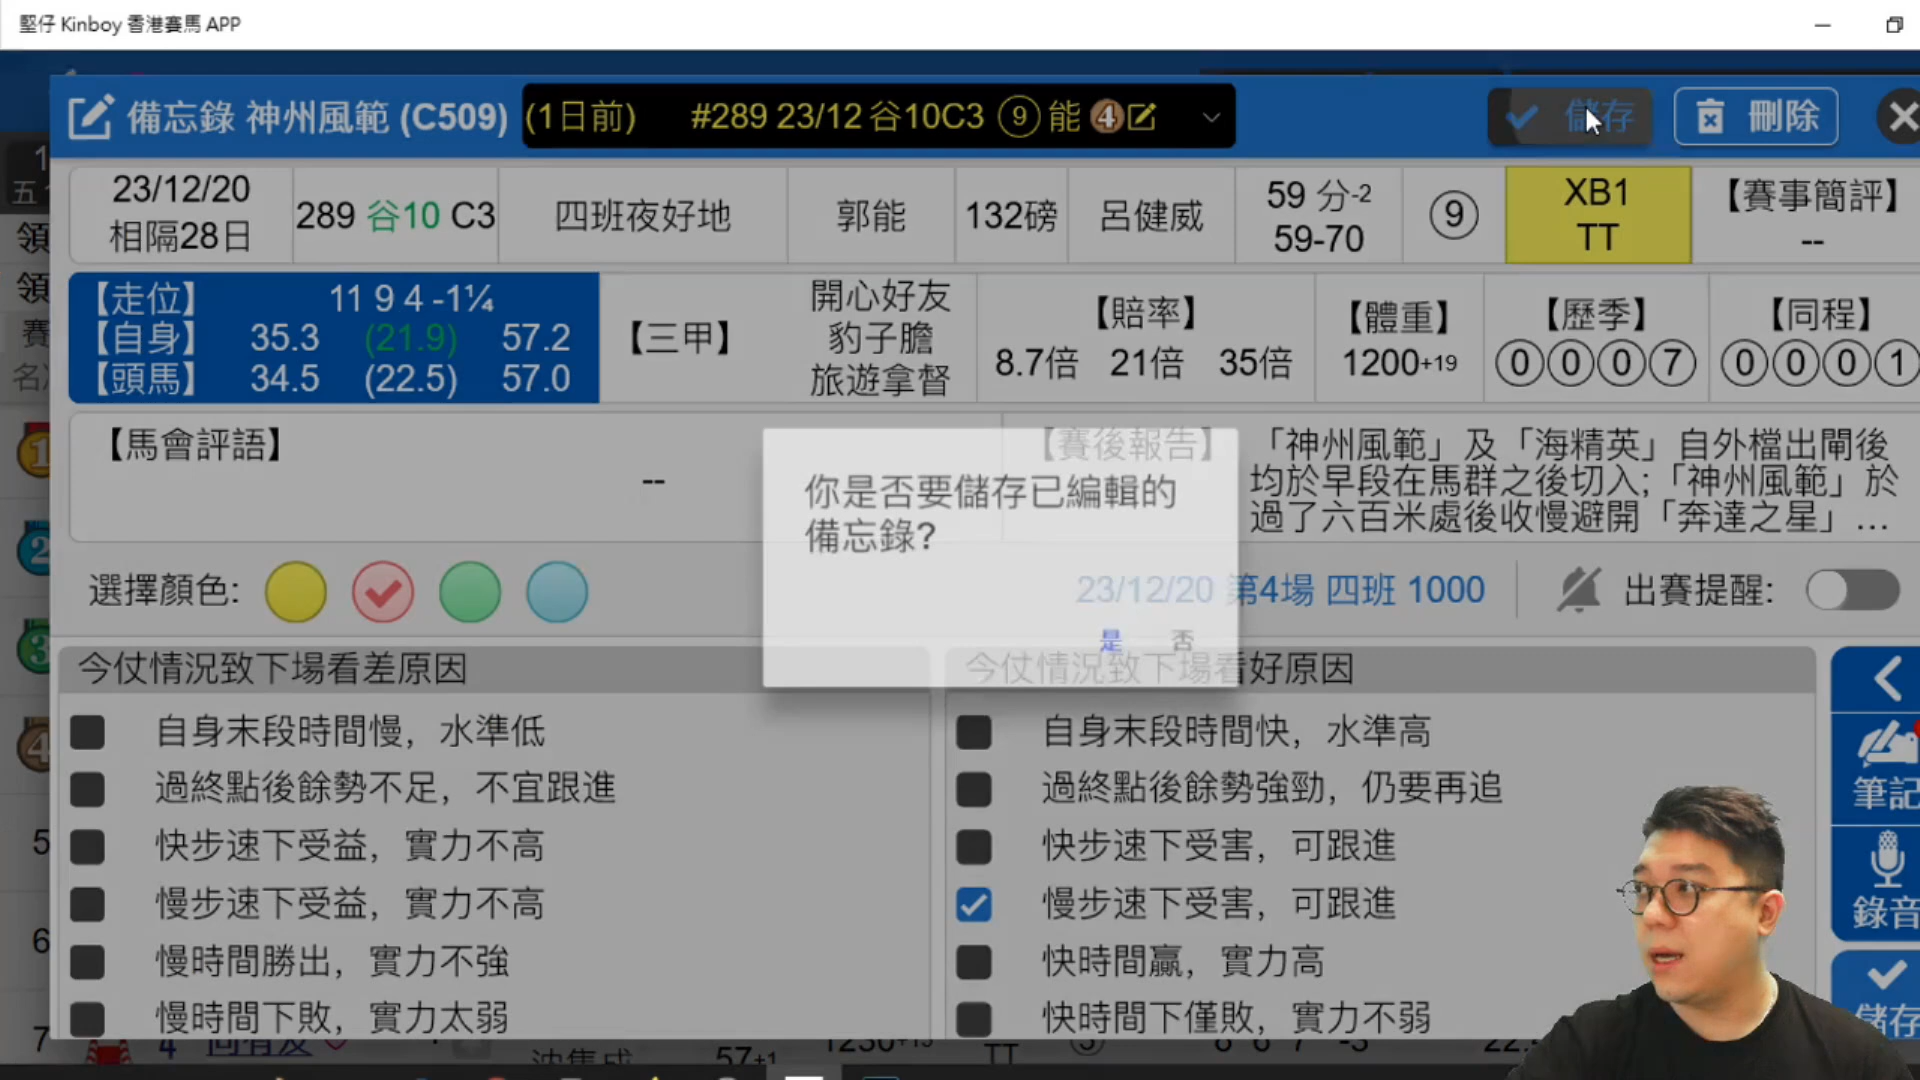 堅仔 Kinboy 香港賽馬 APP
備忘錄 神州風範 (C509)
(1日前) #289 23/12 谷10C3 ⑨ 能 ④
儲存
刪除
23/12/20
相隔28日
289 谷10 C3
四班夜好地
郭能
132磅
呂健威
59 分-2
59-70
⑨
XB1
TT
【賽事簡評】
--
【走位】 11 9 4 -1¼
【自身】 35.3 (21.9) 57.2
【頭馬】 34.5 (22.5) 57.0
【三甲】
開心好友
豹子膽
旅遊拿督
【賠率】
8.7倍 21倍 35倍
【體重】
1200+19
【歷季】
⓪⓪⓪⑦
【同程】
⓪⓪⓪①
【馬會評語】
--
【賽後報告】
「神州風範」及「海精英」自外檔出閘後
均於早段在馬群之後切入;「神州風範」於
過了六百米處後收慢避開「奔達之星」…
你是否要儲存已編輯的
備忘錄?
是 否
選擇顏色:
23/12/20 第4場 四班 1000
出賽提醒:
今仗情況致下場看差原因
自身末段時間慢，水準低
過終點後餘勢不足，不宜跟進
快步速下受益，實力不高
慢步速下受益，實力不高
慢時間勝出，實力不強
慢時間下敗，實力太弱
今仗情況致下場看好原因
自身末段時間快，水準高
過終點後餘勢強勁，仍要再追
快步速下受害，可跟進
慢步速下受害，可跟進
快時間贏，實力高
快時間下僅敗，實力不弱
筆記
錄音
儲存
領
領
賽
五
1
2
3
4
5
6
7
4
57+1
TT